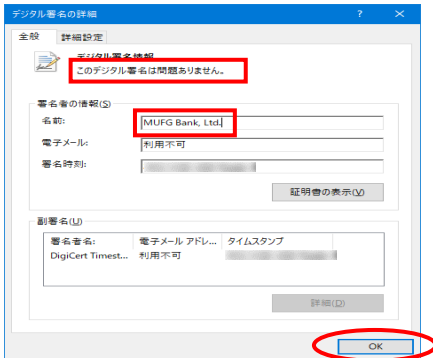 デジタル署名の詳細 ? ×
全般 詳細設定
デジタル署名情報
このデジタル署名は問題ありません。
署名者の情報(S)
名前: MUFG Bank, Ltd.
電子メール: 利用不可
署名時刻:
証明書の表示(V)
副署名(U)
署名者名: 電子メール アドレ... タイムスタンプ
DigiCert Timest... 利用不可
詳細(D)
OK